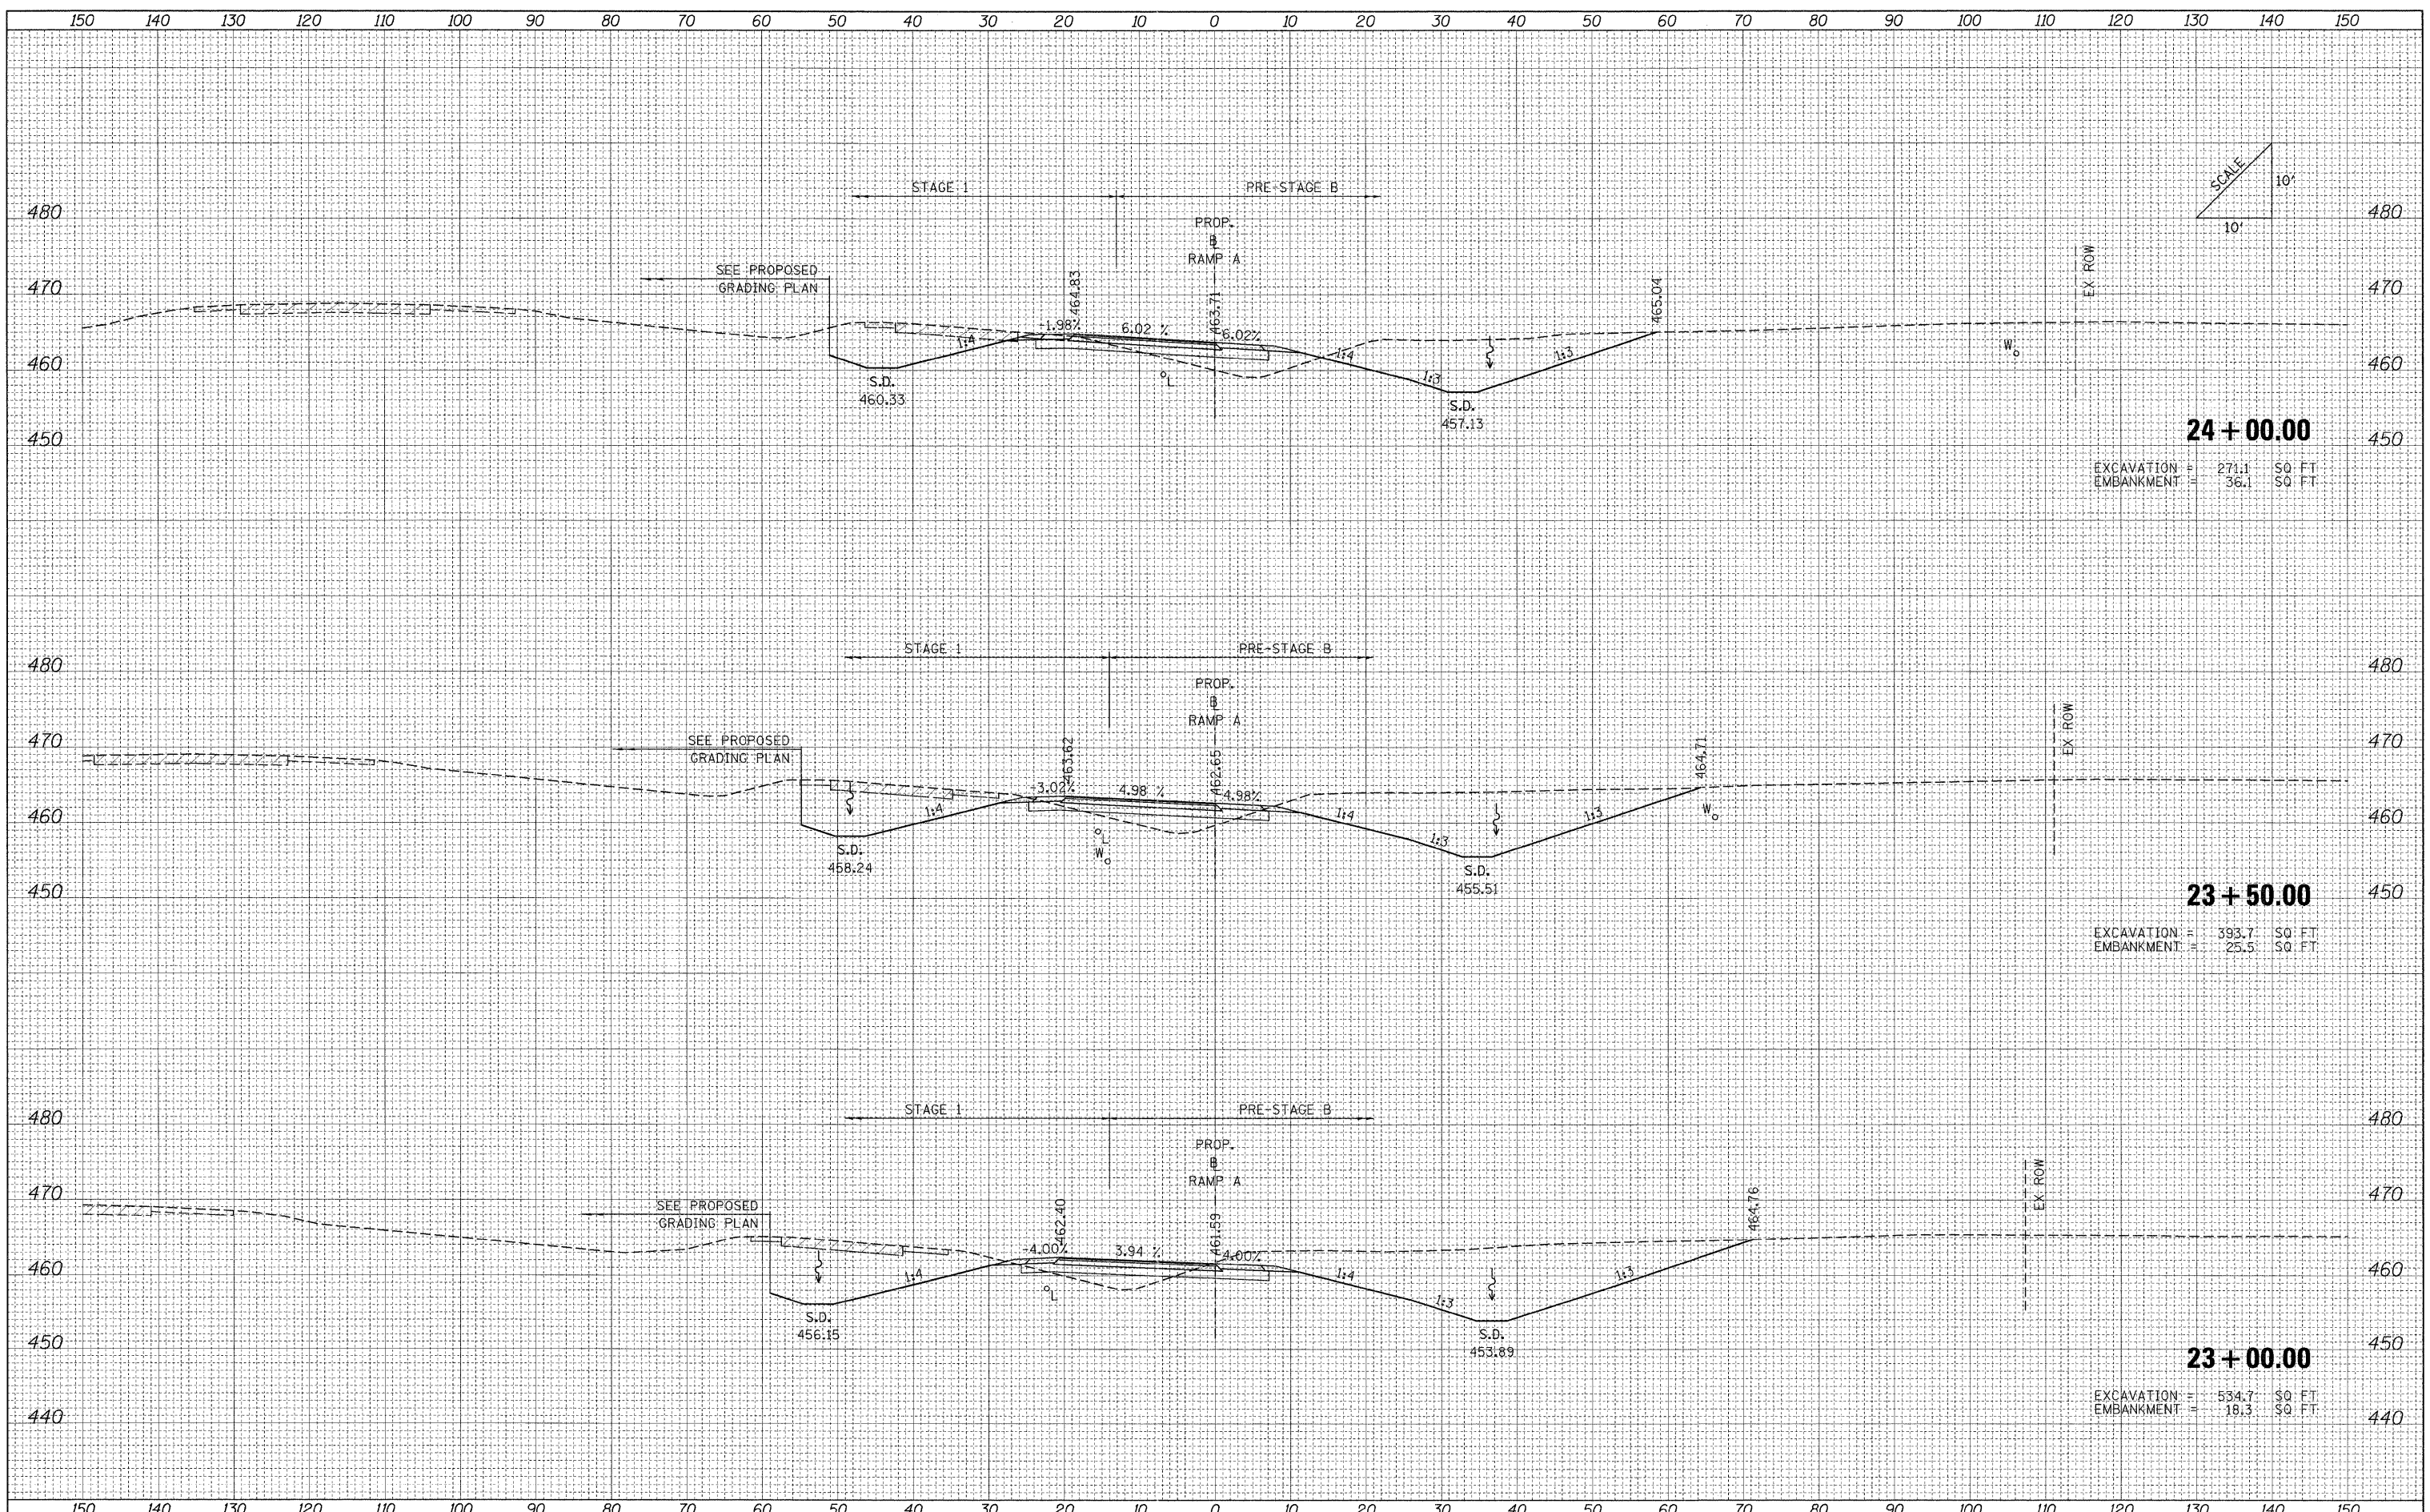 150 140 130 120 110 100 90 80 70 60 50 40 30 20 10 0 10 20 30 40 50 60 70 80 90 100 110 120 130 140 150
SCALE
10'
10'
STAGE 1 PRE-STAGE B
480 480
PROP.
B
RAMP A
EX ROW
SEE PROPOSED
GRADING PLAN
470 470
464.83
463.71
465.04
-1.98% 6.02 % -6.02%
1:4 1:4 1:3 1:3
W
460 460
L
S.D.
460.33
S.D.
457.13
24+00.00
450 450
EXCAVATION = 271.1 SQ FT
EMBANKMENT = 36.1 SQ FT
STAGE 1 PRE-STAGE B
480 480
PROP.
B
RAMP A
EX ROW
SEE PROPOSED
GRADING PLAN
470 470
463.62
462.65
464.71
-3.02% 4.98 % -4.98%
1:4 1:4 1:3 1:3
W
460 460
L
W
S.D.
458.24
S.D.
455.51
23+50.00
450 450
EXCAVATION = 393.7 SQ FT
EMBANKMENT = 25.5 SQ FT
STAGE 1 PRE-STAGE B
480 480
PROP.
B
RAMP A
EX ROW
SEE PROPOSED
GRADING PLAN
470 470
462.40
461.59
464.76
-4.00% 3.94 % -4.00%
1:4 1:4 1:3 1:3
460 460
L
S.D.
456.15
S.D.
453.89
23+00.00
450 450
EXCAVATION = 534.7 SQ FT
EMBANKMENT = 18.3 SQ FT
440 440
150 140 130 120 110 100 90 80 70 60 50 40 30 20 10 0 10 20 30 40 50 60 70 80 90 100 110 120 130 140 150